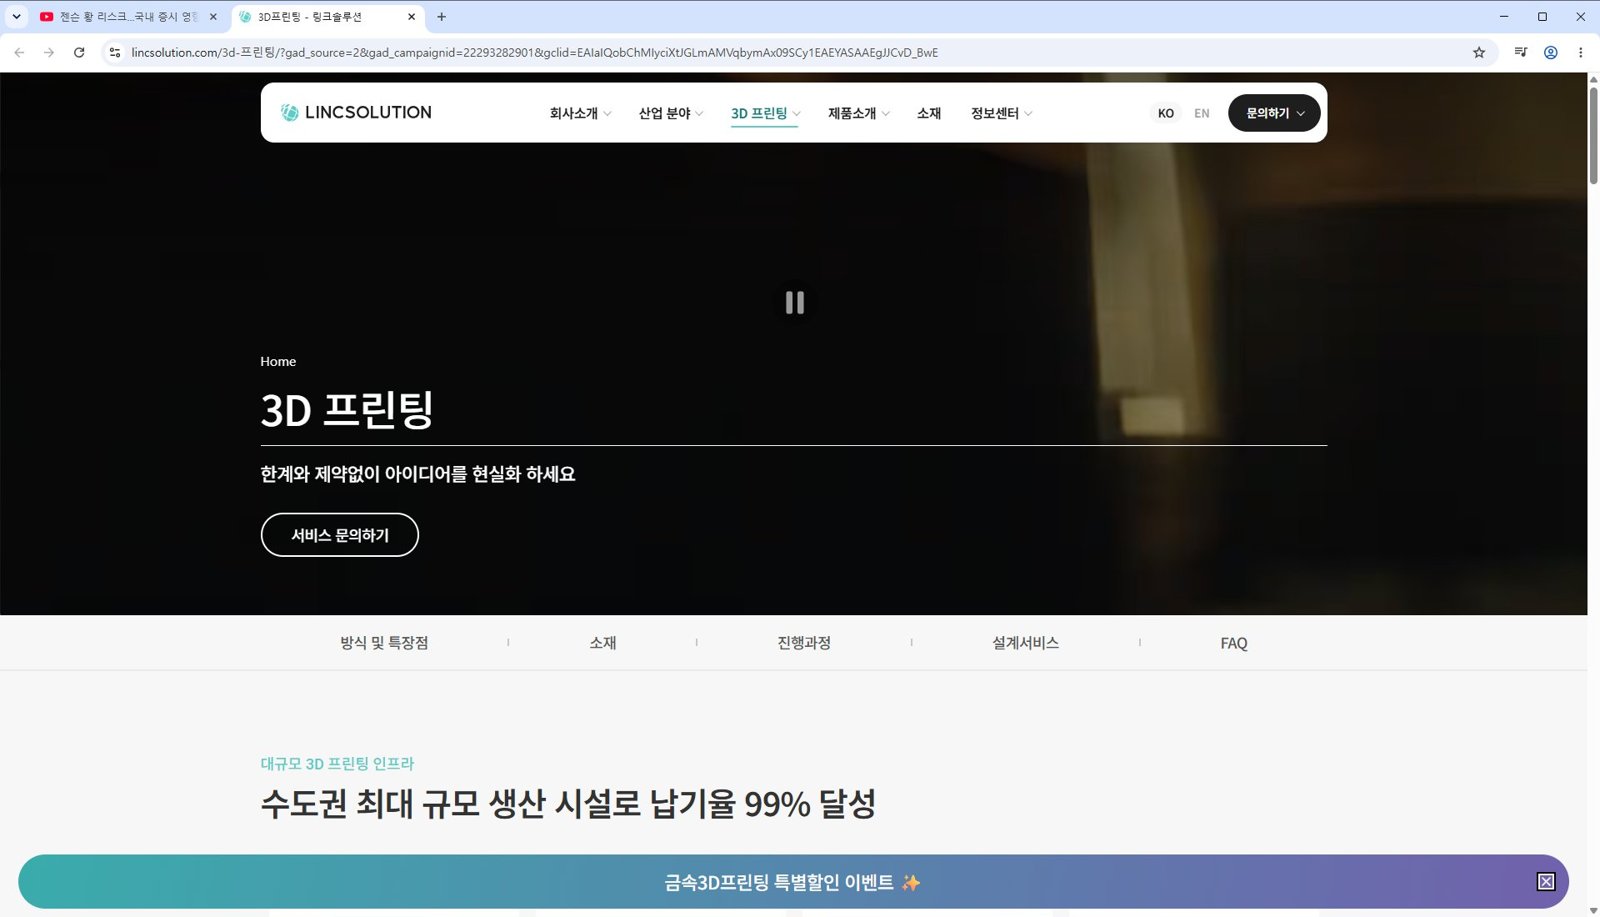 젠슨 황 리스크...국내 증시 영향
3D프린팅 - 링크솔루션
lincsolution.com/3d-프린팅/?gad_source=2&gad_campaignid=22293282901&gclid=EAIaIQobChMIyciXtJGLmAMVqbymAx09SCy1EAEYASAAEgJJCvD_BwE
LINCSOLUTION
회사소개
산업 분야
3D 프린팅
제품소개
소재
정보센터
KO
EN
문의하기
Home
3D 프린팅
한계와 제약없이 아이디어를 현실화 하세요
서비스 문의하기
방식 및 특장점
소재
진행과정
설계서비스
FAQ
대규모 3D 프린팅 인프라
수도권 최대 규모 생산 시설로 납기율 99% 달성
금속3D프린팅 특별할인 이벤트 ✨